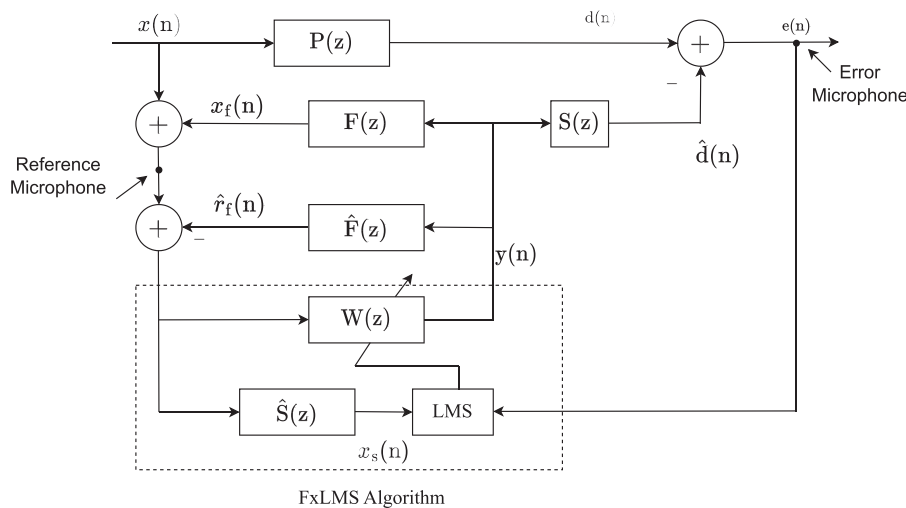 x(n)
P(z)
d(n)
+
e(n)
−
Error
Microphone
+
x_f(n)
F(z)
S(z)
d̂(n)
Reference
Microphone
r̂_f(n)
+
−
F̂(z)
y(n)
W(z)
Ŝ(z)
LMS
x_s(n)
FxLMS Algorithm